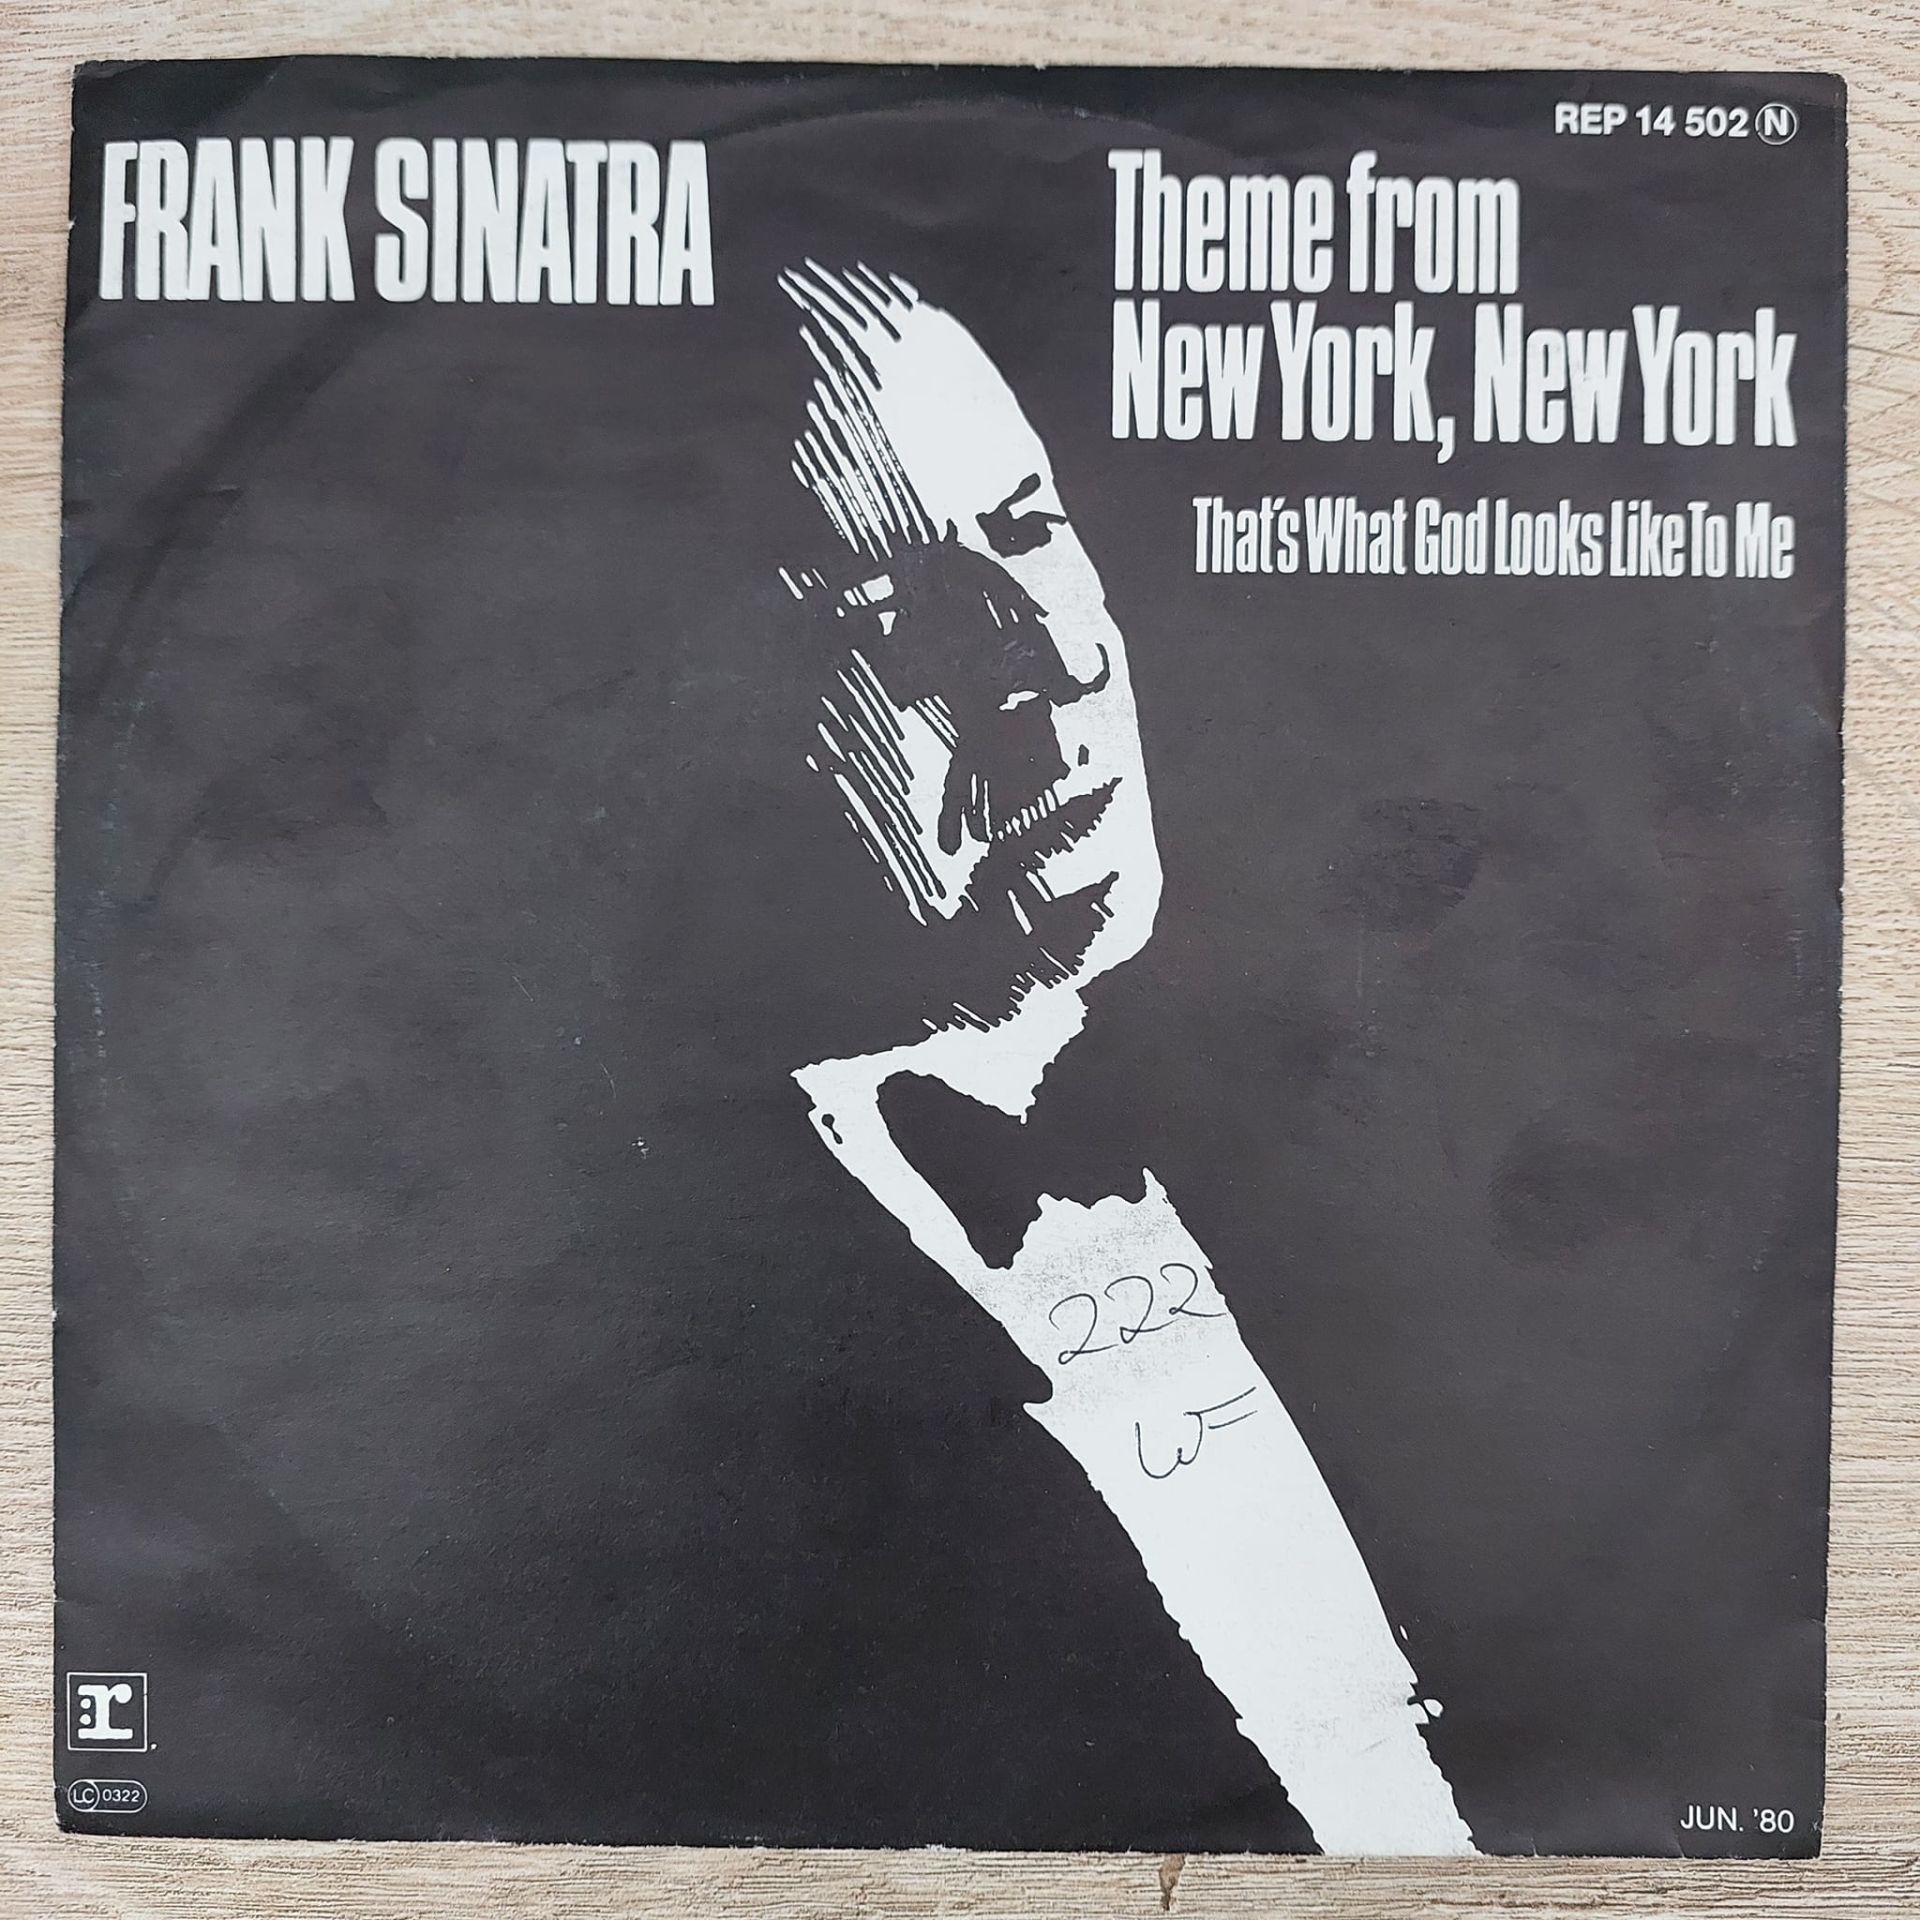 REP 14 502 N
FRANK SINATRA
Theme from
New York, New York
That's What God Looks Like To Me
222
W=
:r
LC 0322
JUN. '80